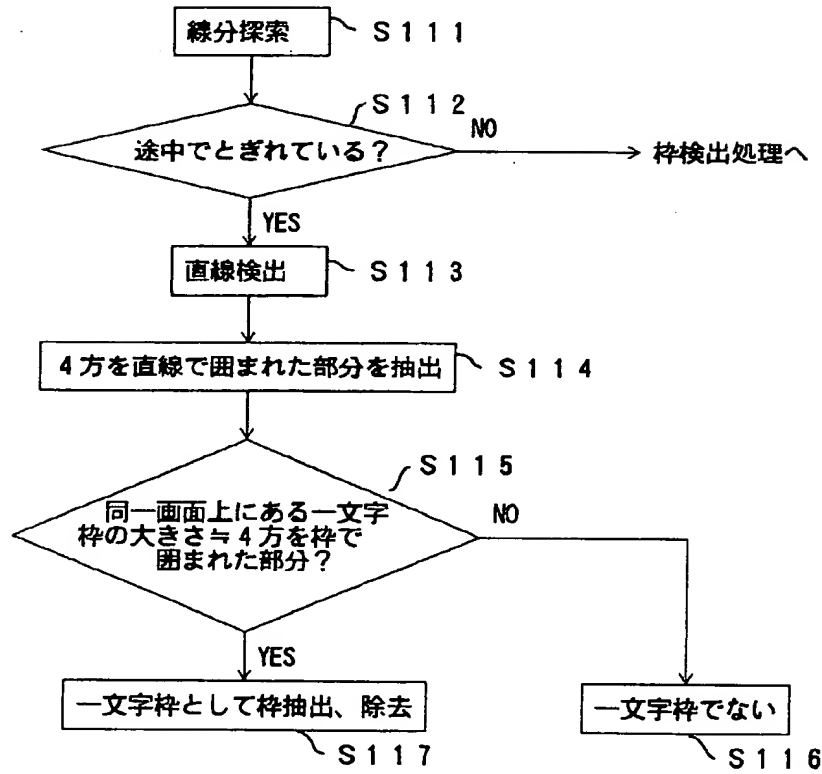 線分探索
S111
S112
途中でとぎれている?
NO
枠検出処理へ
YES
直線検出
S113
4方を直線で囲まれた部分を抽出
S114
S115
同一画面上にある一文字
枠の大きさ≒4方を枠で
囲まれた部分?
NO
YES
一文字枠として枠抽出、除去
一文字枠でない
S117
S116